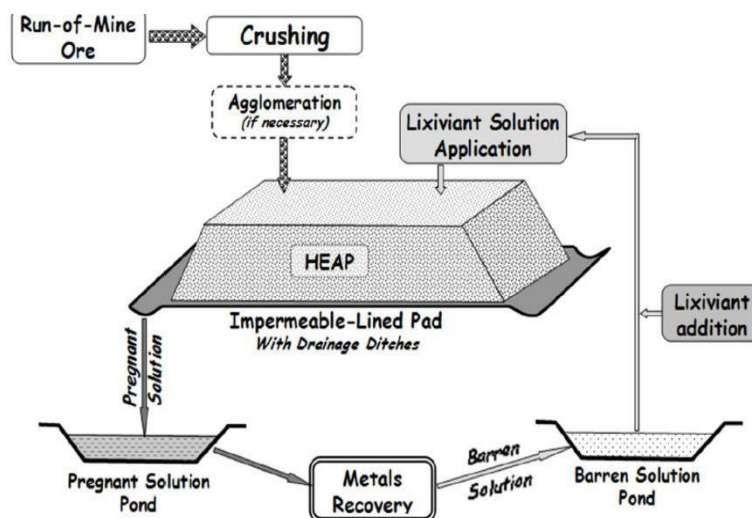 Run-of-Mine
Ore
Crushing
Agglomeration
(if necessary)
Lixiviant Solution
Application
HEAP
Impermeable-Lined Pad
With Drainage Ditches
Lixiviant
addition
Pregnant
Solution
Pregnant Solution
Pond
Metals
Recovery
Barren
Solution
Barren Solution
Pond